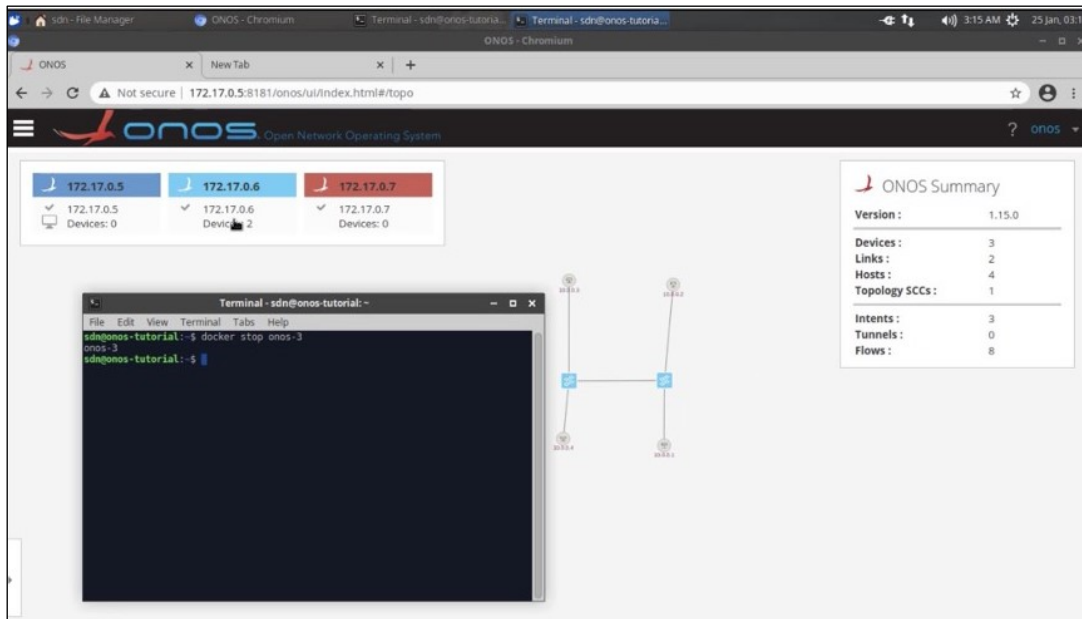 sdn - File Manager
ONOS - Chromium
Terminal - sdn@onos-tutoria...
Terminal - sdn@onos-tutoria...
3:15 AM
25 Jan, 03:1
ONOS - Chromium
ONOS
New Tab
Not secure | 172.17.0.5:8181/onos/ui/index.html#/topo
onos Open Network Operating System
? onos
172.17.0.5
172.17.0.5
Devices: 0
172.17.0.6
172.17.0.6
Devices: 2
172.17.0.7
172.17.0.7
Devices: 0
ONOS Summary
Version : 1.15.0
Devices : 3
Links : 2
Hosts : 4
Topology SCCs : 1
Intents : 3
Tunnels : 0
Flows : 8
Terminal - sdn@onos-tutorial: ~
File Edit View Terminal Tabs Help
sdn@onos-tutorial:~$ docker stop onos-3
onos-3
sdn@onos-tutorial:~$